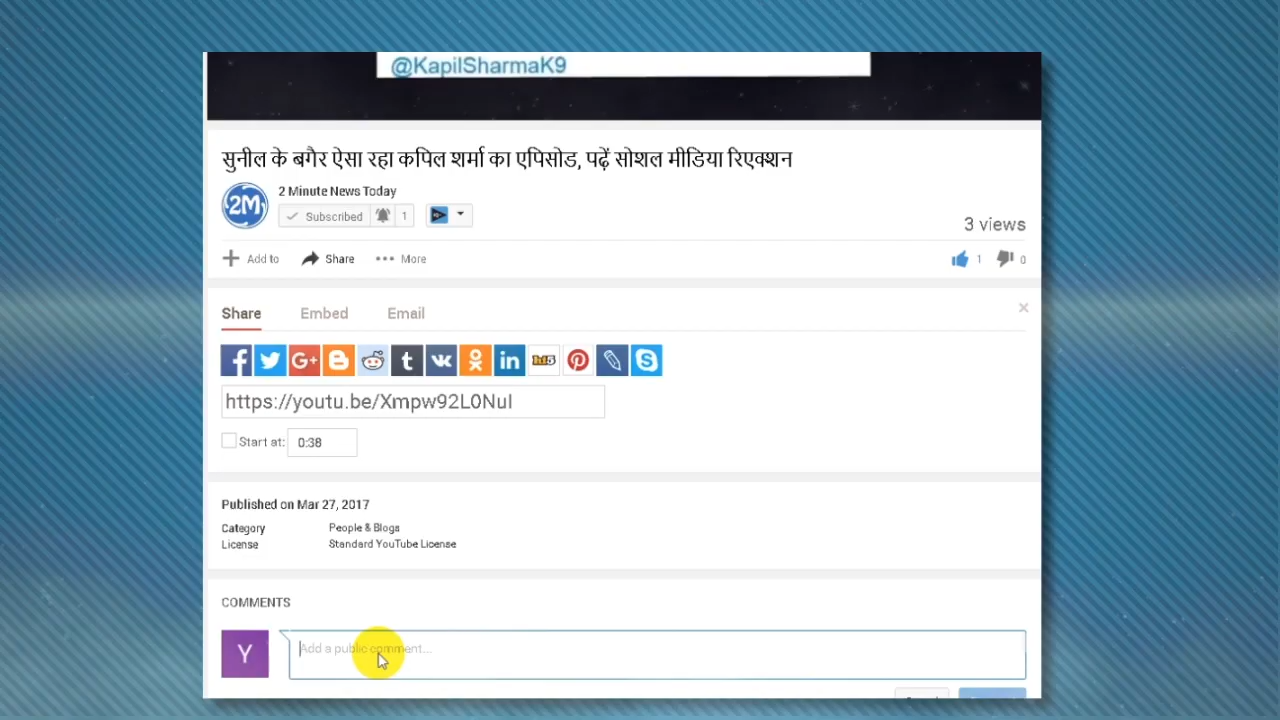 @KapilSharmaK9
सुनील के बगैर ऐसा रहा कपिल शर्मा का एपिसोड, पढ़ें सोशल मीडिया रिएक्शन
2M
2 Minute News Today
Subscribed 1
3 views
Add to Share More 1 0
Share Embed Email
https://youtu.be/Xmpw92L0NuI
Start at: 0:38
Published on Mar 27, 2017
Category People & Blogs
License Standard YouTube License
COMMENTS
Y
Add a public comment...